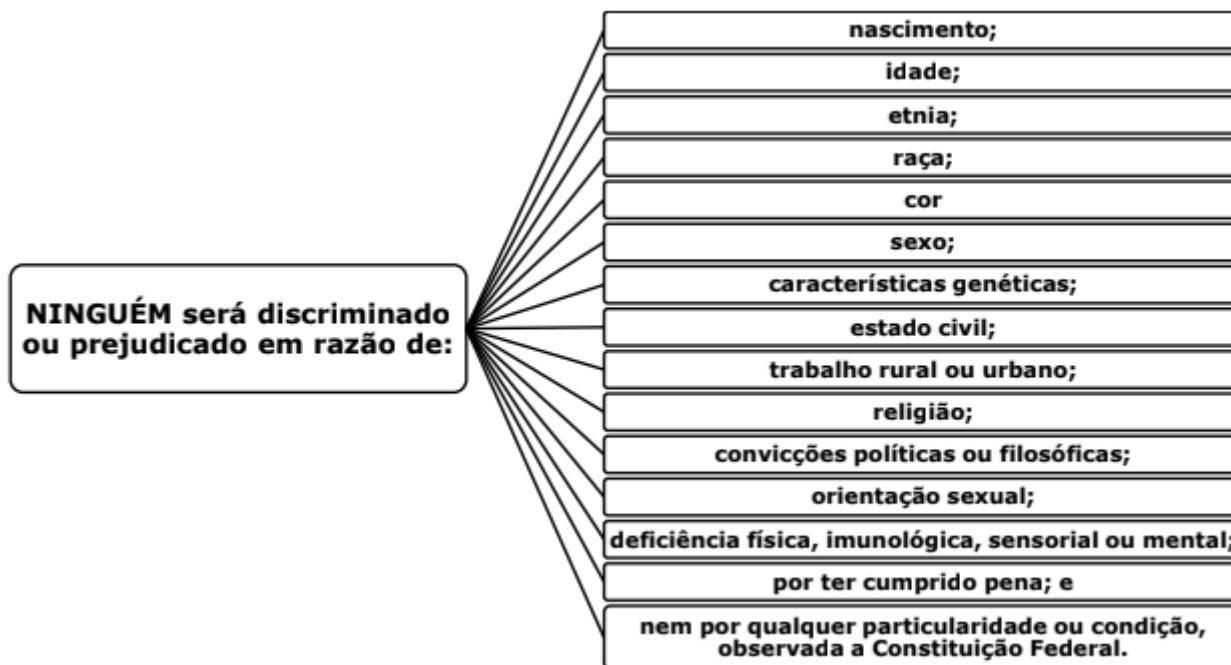 NINGUÉM será discriminado
ou prejudicado em razão de:
nascimento;
idade;
etnia;
raça;
cor
sexo;
características genéticas;
estado civil;
trabalho rural ou urbano;
religião;
convicções políticas ou filosóficas;
orientação sexual;
deficiência física, imunológica, sensorial ou mental;
por ter cumprido pena; e
nem por qualquer particularidade ou condição,
observada a Constituição Federal.